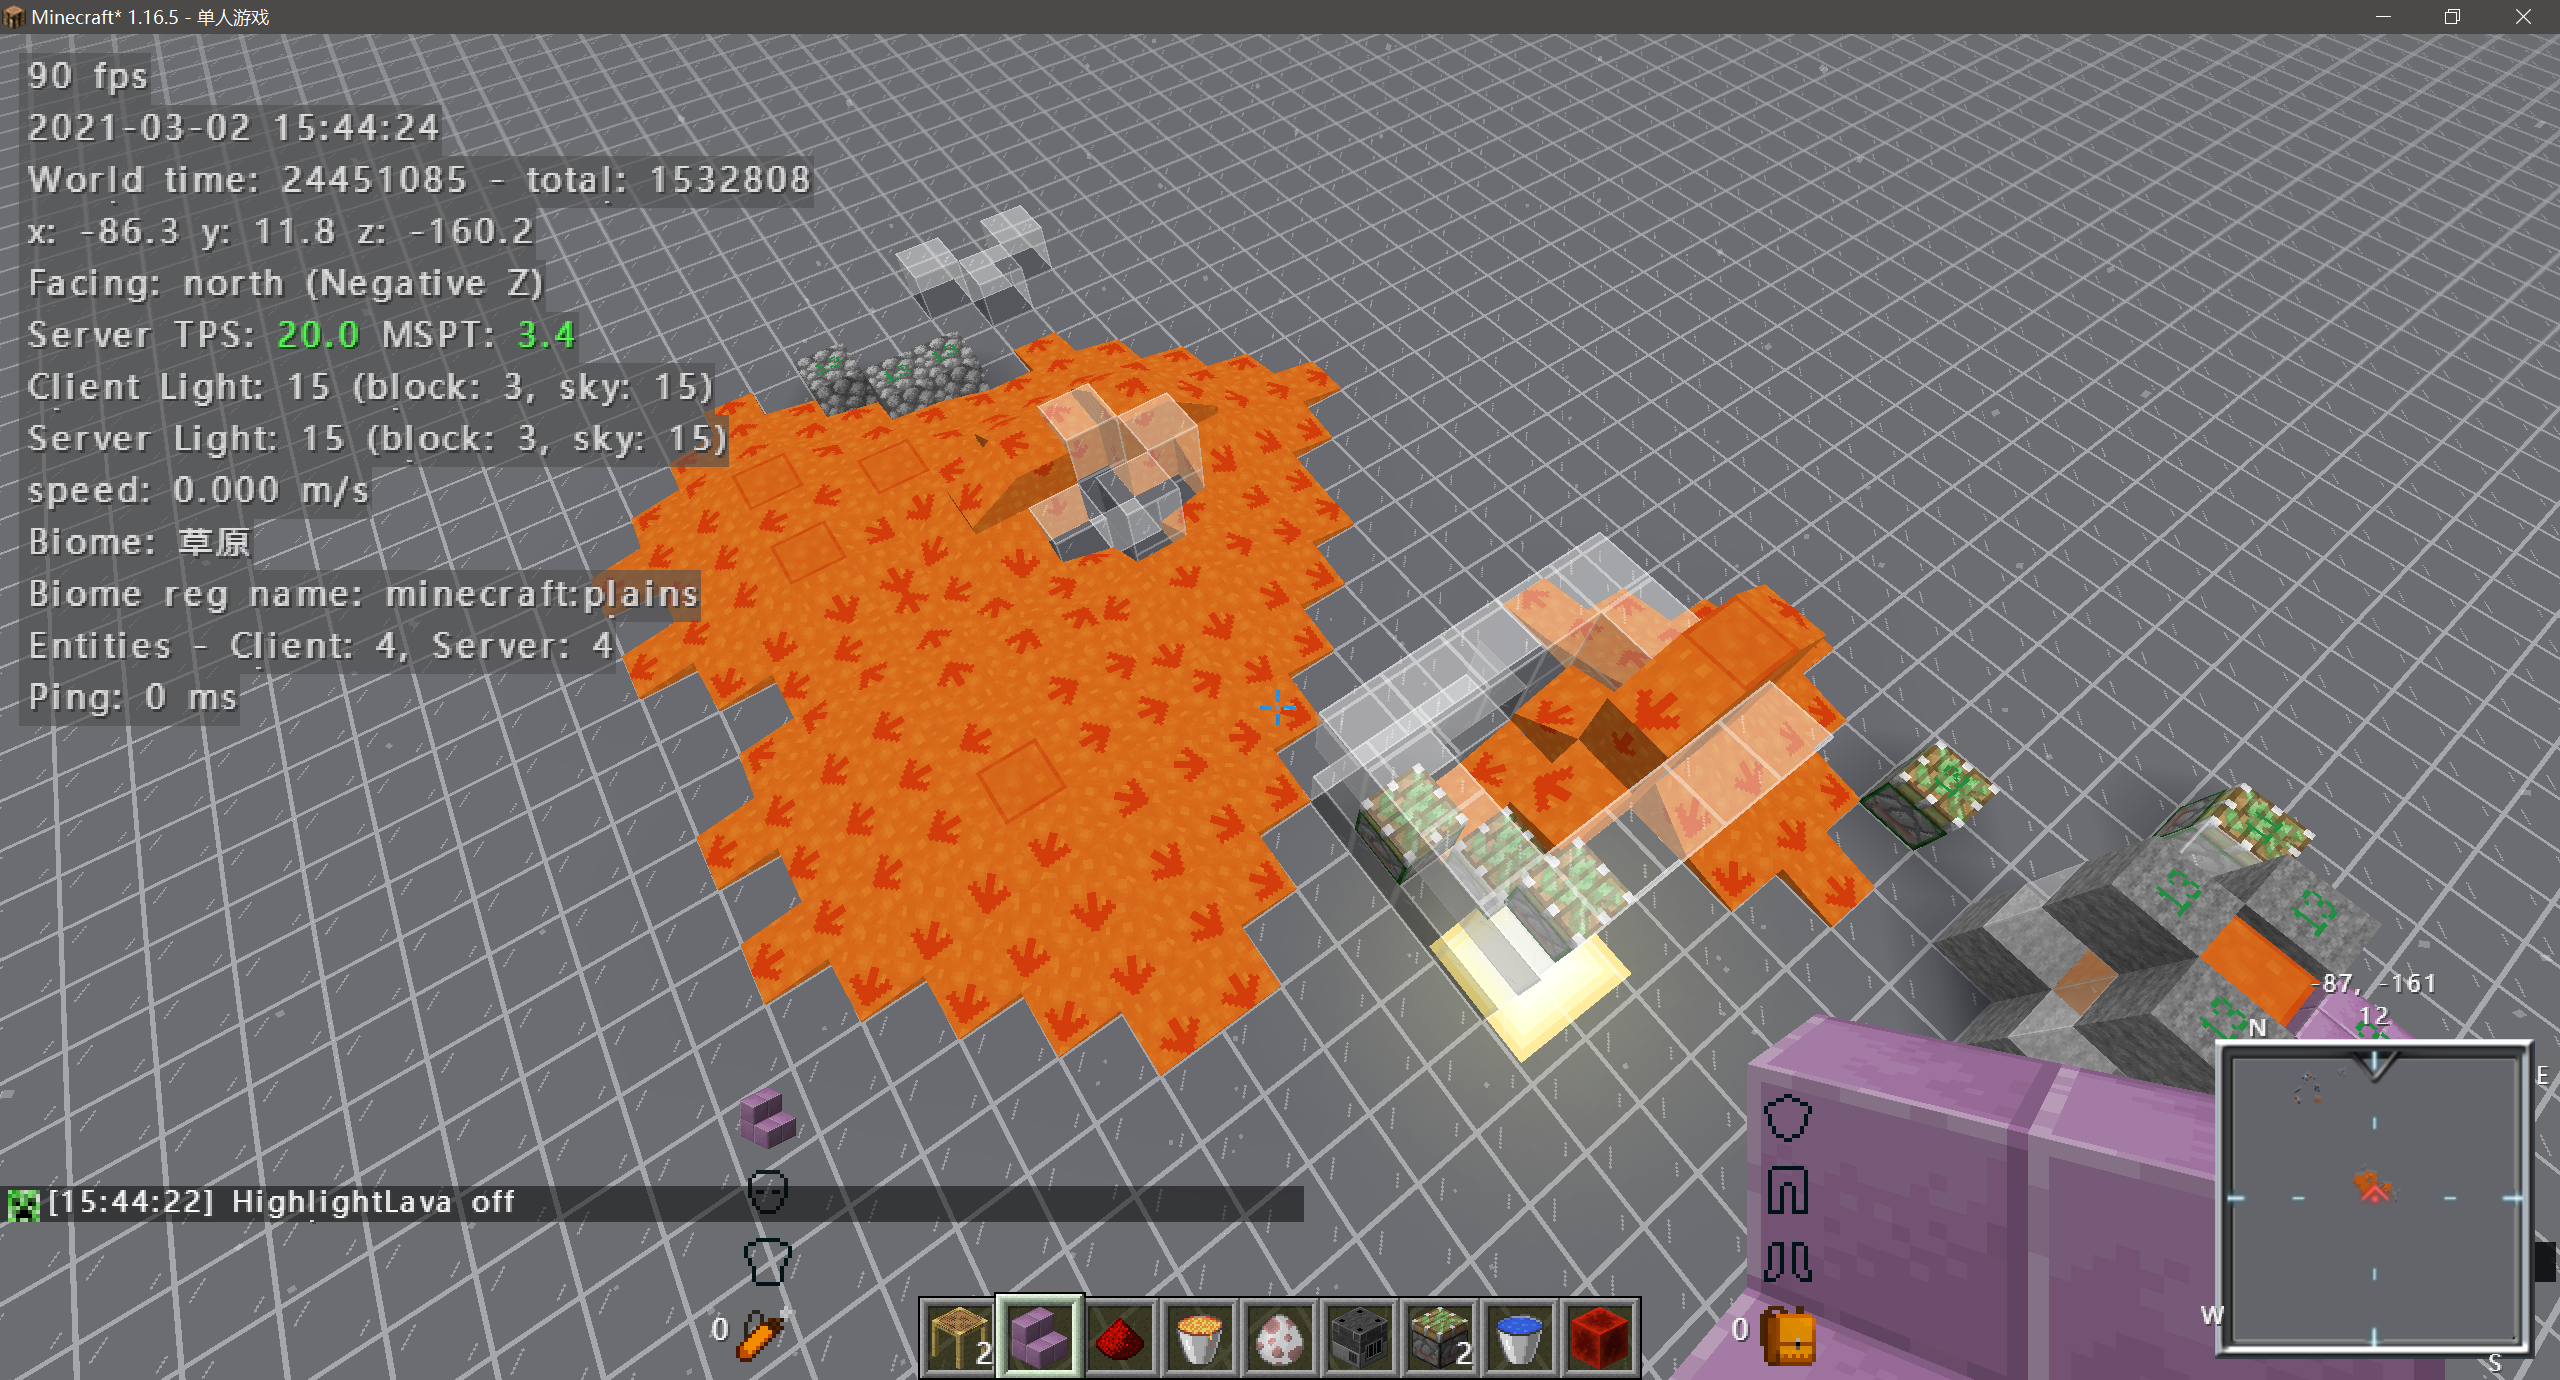 Minecraft* 1.16.5 - 单人游戏
90 fps
2021-03-02 15:44:24
World time: 24451085 - total: 1532808
x: -86.3 y: 11.8 z: -160.2
Facing: north (Negative Z)
Server TPS: 20.0 MSPT: 3.4
Client Light: 15 (block: 3, sky: 15)
Server Light: 15 (block: 3, sky: 15)
speed: 0.000 m/s
Biome: 草原
Biome reg name: minecraft:plains
Entities - Client: 4, Server: 4
Ping: 0 ms
13
13
13
-87, -161
12
N
E
W
S
[15:44:22] HighlightLava off
0
2
2
0